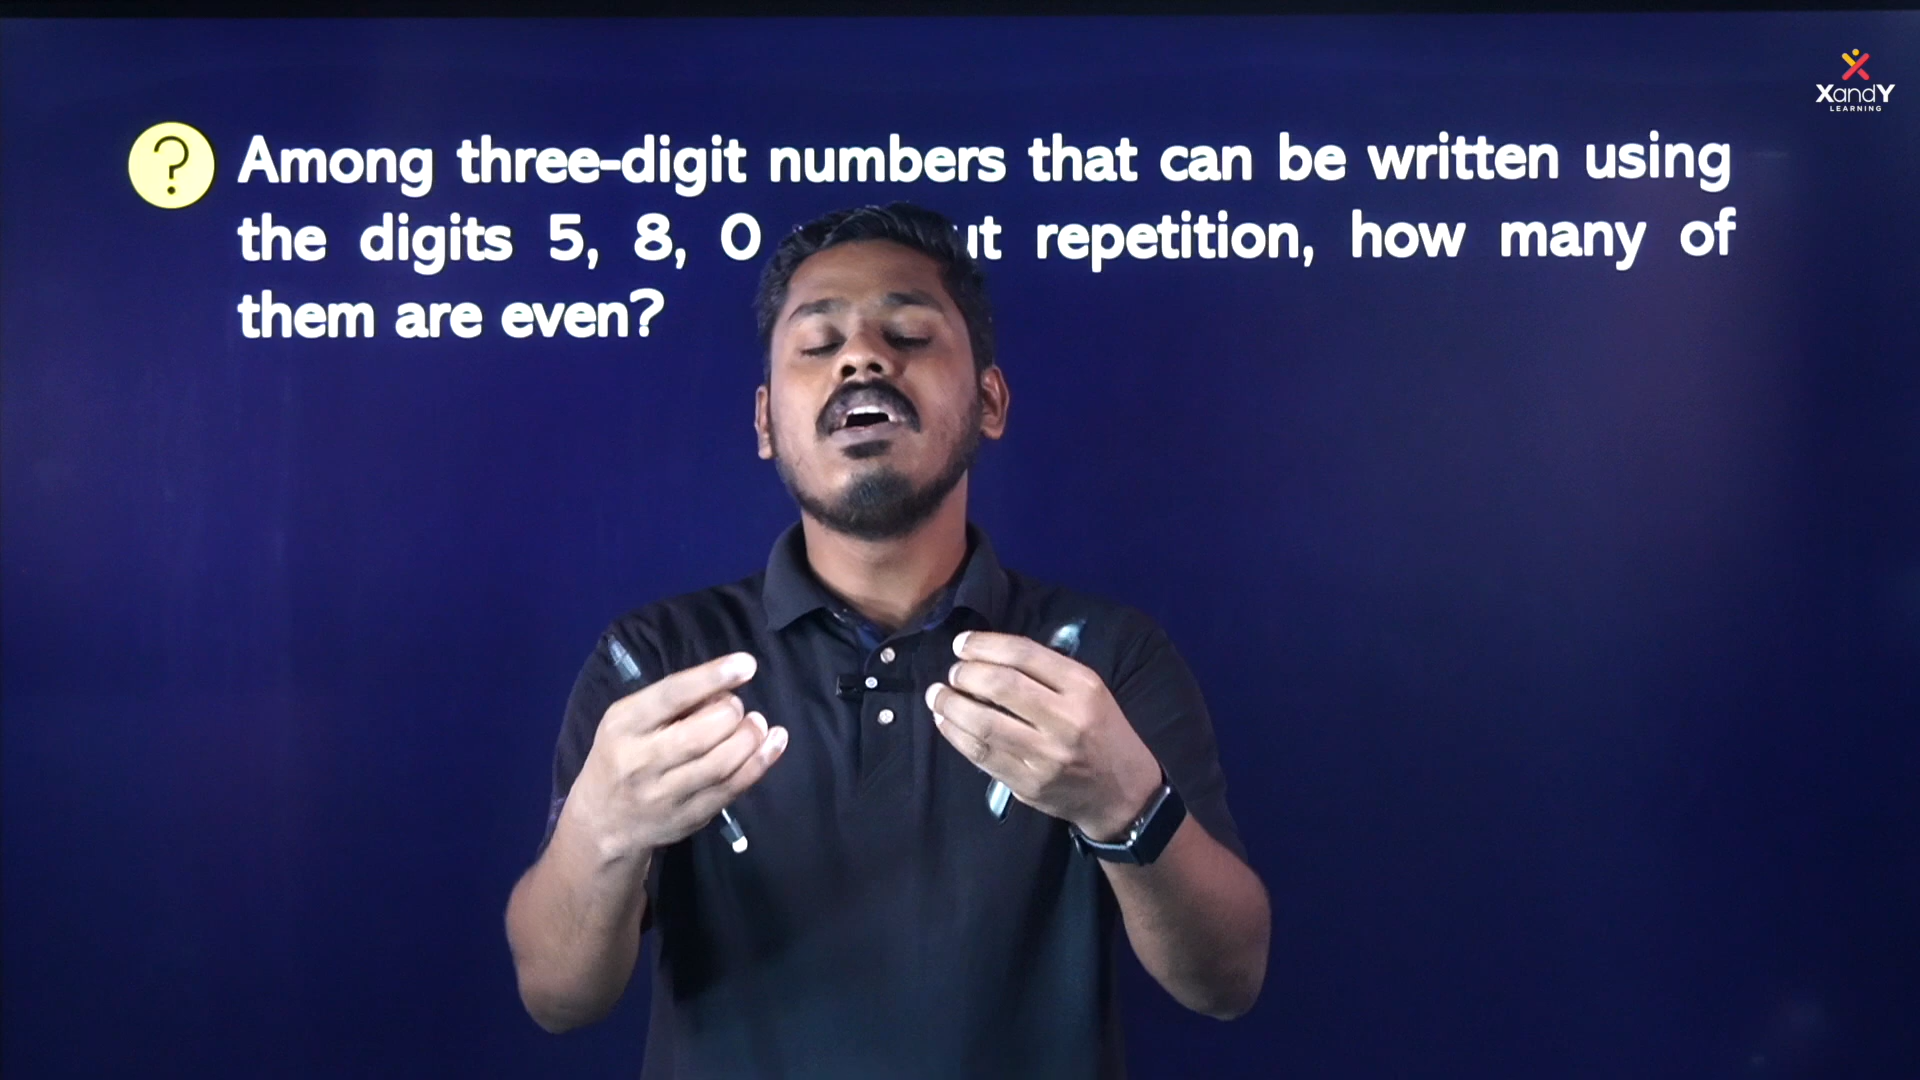 XandY
LEARNING
? Among three-digit numbers that can be written using
the digits 5, 8, 0 repetition, how many of
them are even?